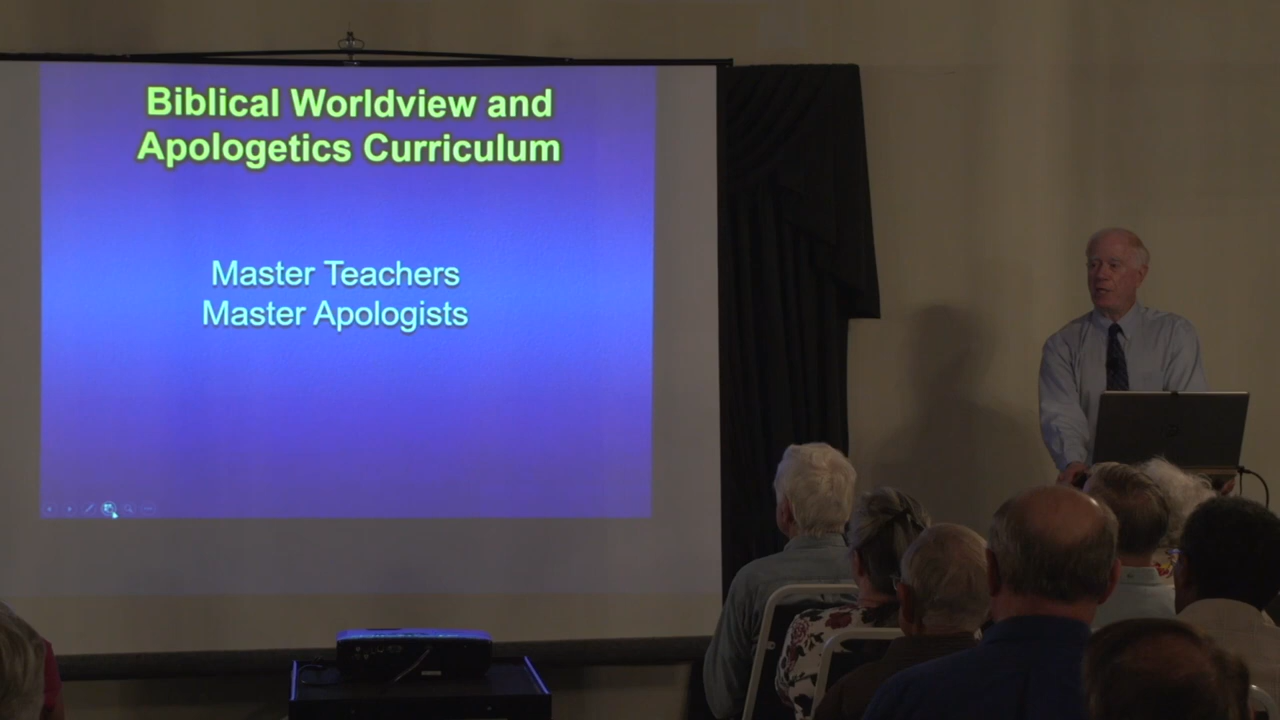 Biblical Worldview and
Apologetics Curriculum
Master Teachers
Master Apologists